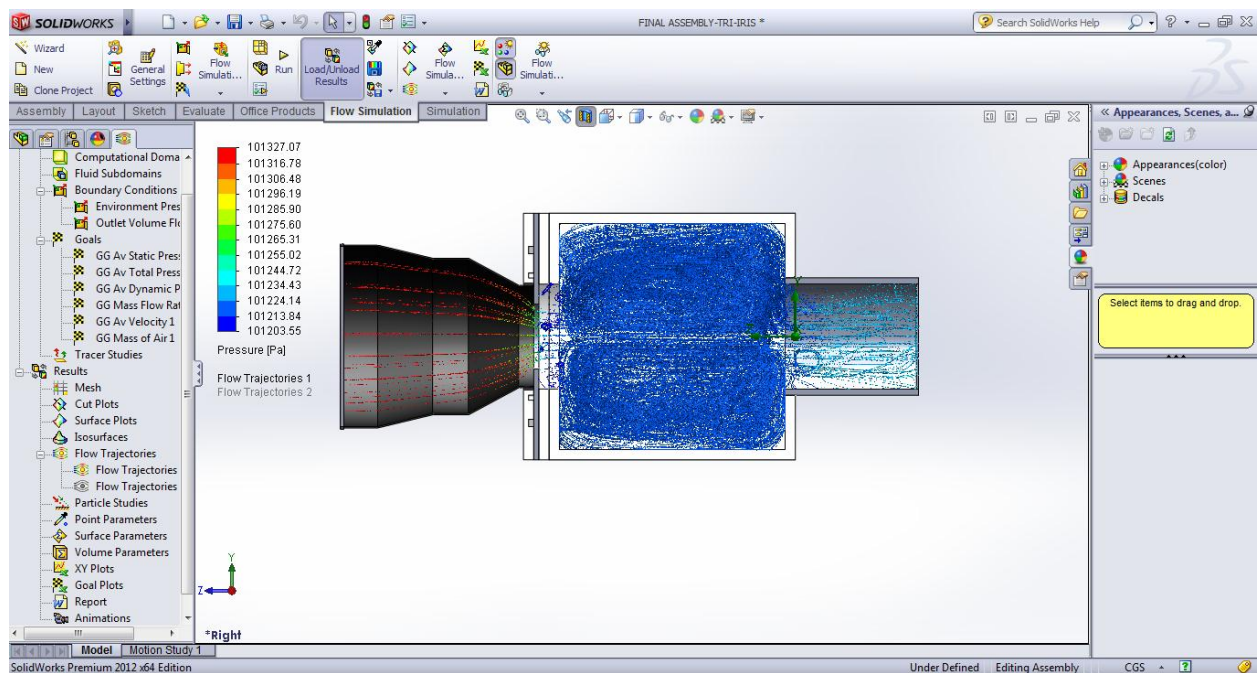 SOLIDWORKS
FINAL ASSEMBLY-TRI-IRIS *
Search SolidWorks Help
Wizard
New
Clone Project
General Settings
Flow Simulati...
Run
Load/Unload Results
Flow Simula...
Flow Simulati...
Assembly
Layout
Sketch
Evaluate
Office Products
Flow Simulation
Simulation
Computational Doma
Fluid Subdomains
Boundary Conditions
Environment Pres
Outlet Volume Flo
Goals
GG Av Static Press
GG Av Total Press
GG Av Dynamic P
GG Mass Flow Rat
GG Av Velocity 1
GG Mass of Air 1
Tracer Studies
Results
Mesh
Cut Plots
Surface Plots
Isosurfaces
Flow Trajectories
Flow Trajectories
Flow Trajectories
Particle Studies
Point Parameters
Surface Parameters
Volume Parameters
XY Plots
Goal Plots
Report
Animations
101327.07
101316.78
101306.48
101296.19
101285.90
101275.60
101265.31
101255.02
101244.72
101234.43
101224.14
101213.84
101203.55
Pressure [Pa]
Flow Trajectories 1
Flow Trajectories 2
Y
Y
Z
*Right
Appearances, Scenes, a...
Appearances(color)
Scenes
Decals
Select items to drag and drop.
Model
Motion Study 1
SolidWorks Premium 2012 x64 Edition
Under Defined
Editing Assembly
CGS